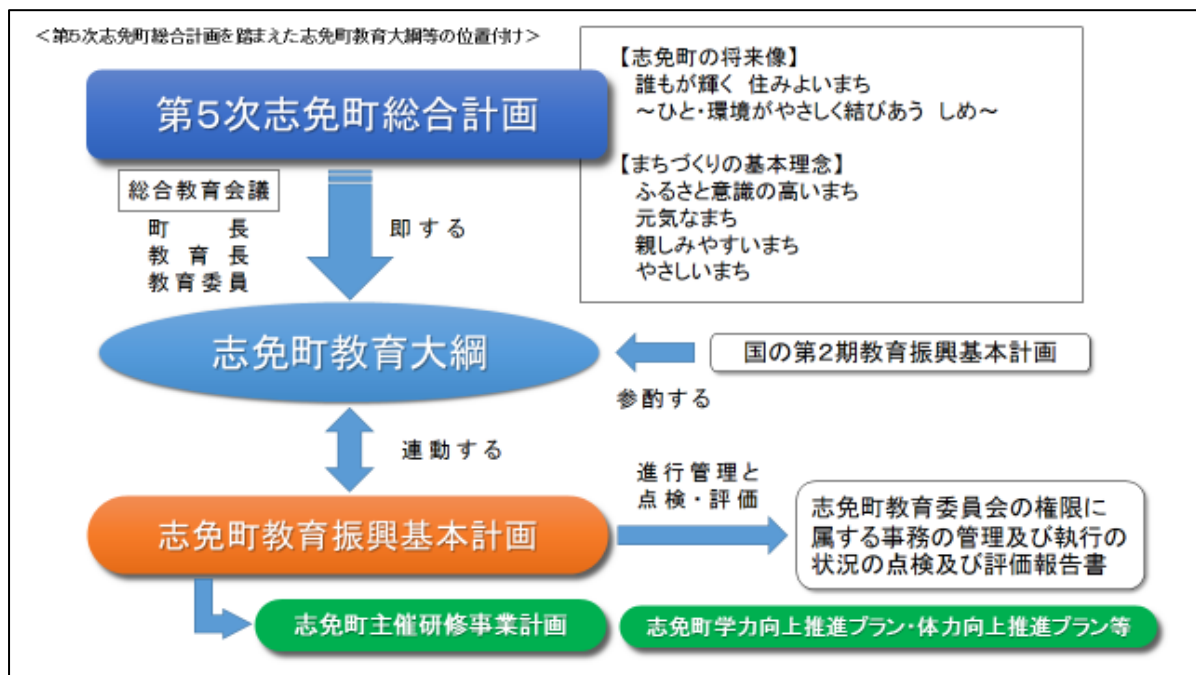 ＜第5次志免町総合計画を踏まえた志免町教育大綱等の位置付け＞
第5次志免町総合計画
【志免町の将来像】
誰もが輝く 住みよいまち
～ひと・環境がやさしく結びあう しめ～
【まちづくりの基本理念】
ふるさと意識の高いまち
元気なまち
親しみやすいまち
やさしいまち
総合教育会議
町長
教育長
教育委員
即する
志免町教育大綱
国の第2期教育振興基本計画
参酌する
連動する
進行管理と
点検・評価
志免町教育振興基本計画
志免町教育委員会の権限に
属する事務の管理及び執行の
状況の点検及び評価報告書
志免町主催研修事業計画
志免町学力向上推進プラン・体力向上推進プラン等